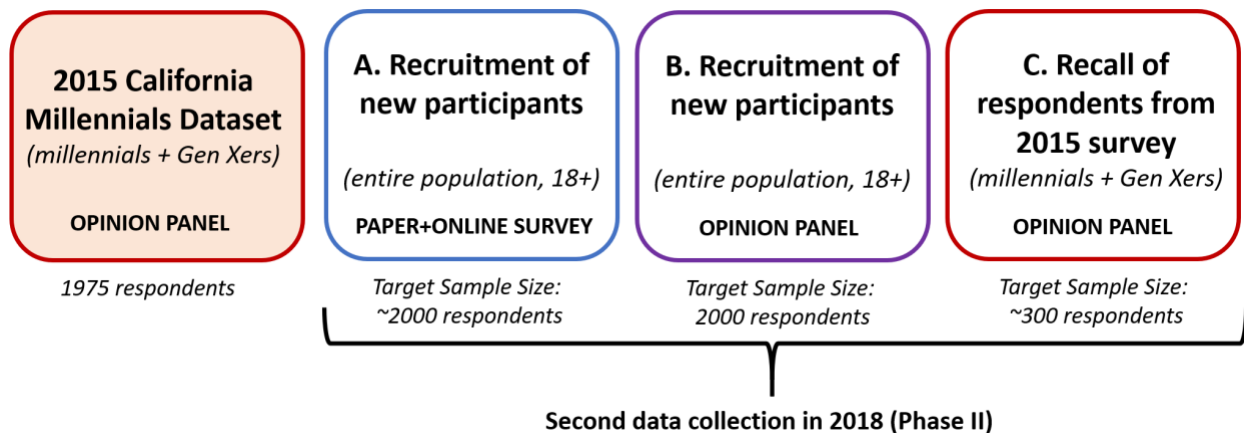 2015 California
Millennials Dataset
(millennials + Gen Xers)
OPINION PANEL
1975 respondents
A. Recruitment of
new participants
(entire population, 18+)
PAPER+ONLINE SURVEY
Target Sample Size:
~2000 respondents
B. Recruitment of
new participants
(entire population, 18+)
OPINION PANEL
Target Sample Size:
2000 respondents
C. Recall of
respondents from
2015 survey
(millennials + Gen Xers)
OPINION PANEL
Target Sample Size:
~300 respondents
Second data collection in 2018 (Phase II)